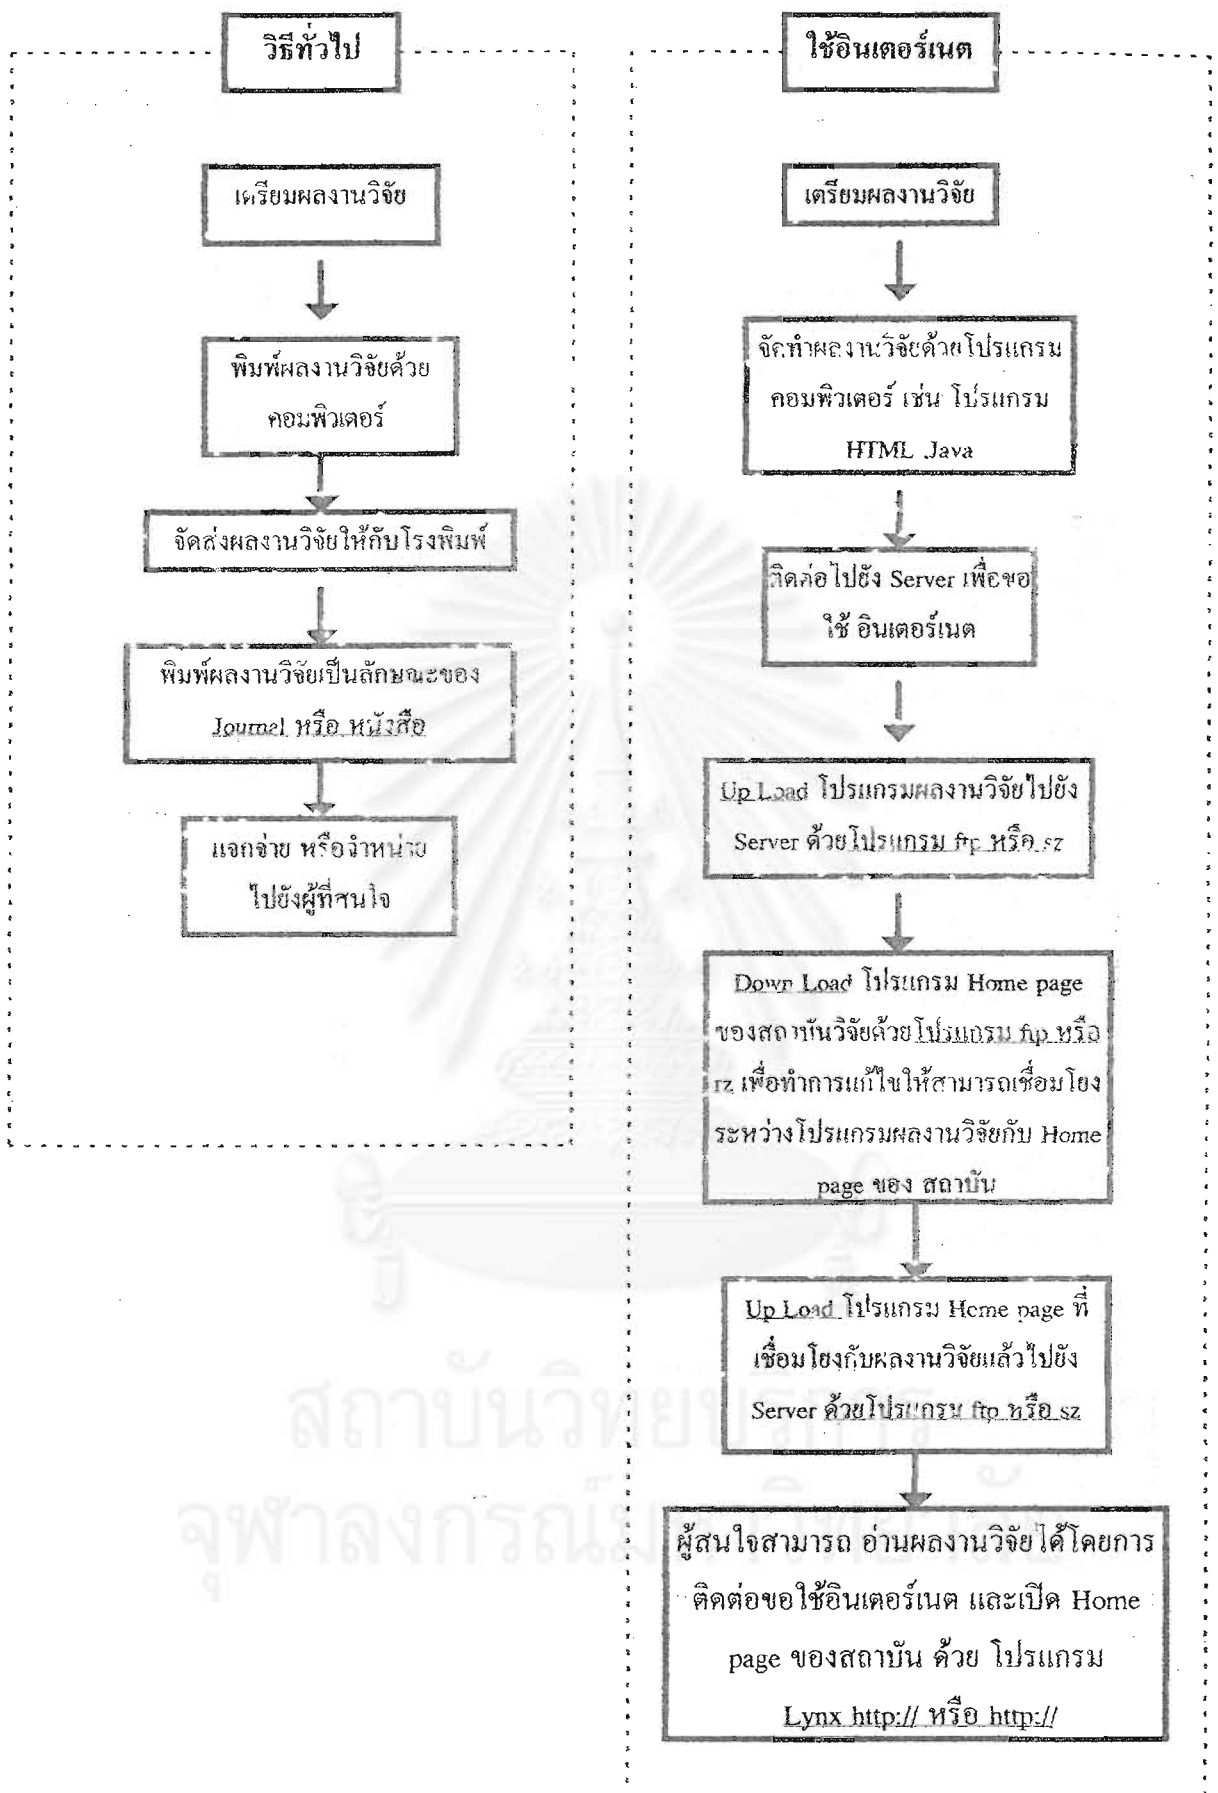 วิธีทั่วไป
เตรียมผลงานวิจัย
พิมพ์ผลงานวิจัยด้วย
คอมพิวเตอร์
จัดส่งผลงานวิจัยให้กับโรงพิมพ์
พิมพ์ผลงานวิจัยเป็นลักษณะของ
Journal หรือ หนังสือ
แจกจ่าย หรือจำหน่าย
ไปยังผู้ที่สนใจ
ใช้อินเตอร์เนต
เตรียมผลงานวิจัย
จัดทำผลงานวิจัยด้วยโปรแกรม
คอมพิวเตอร์ เช่น โปรแกรม
HTML Java
ติดต่อไปยัง Server เพื่อขอ
ใช้ อินเตอร์เนต
Up Load โปรแกรมผลงานวิจัยไปยัง
Server ด้วยโปรแกรม ftp หรือ sz
Down Load โปรแกรม Home page
ของสถาบันวิจัยด้วยโปรแกรม ftp หรือ
rz เพื่อทำการแก้ไขให้สามารถเชื่อมโยง
ระหว่างโปรแกรมผลงานวิจัยกับ Home
page ของ สถาบัน
Up Load โปรแกรม Home page ที่
เชื่อมโยงกับผลงานวิจัยแล้วไปยัง
Server ด้วยโปรแกรม ftp หรือ sz
ผู้สนใจสามารถ อ่านผลงานวิจัยได้โดยการ
ติดต่อขอใช้อินเตอร์เนต และเปิด Home
page ของสถาบัน ด้วย โปรแกรม
Lynx http:// หรือ http://
สถาบันวิทยบริการ
จุฬาลงกรณ์มหาวิทยาลัย